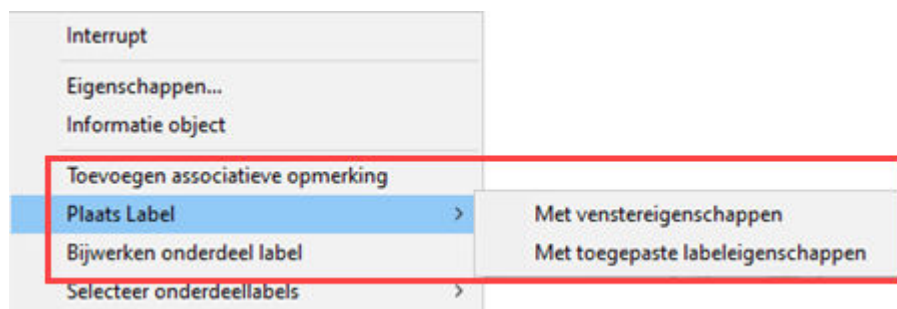 Interrupt
Eigenschappen...
Informatie object
Toevoegen associatieve opmerking
Plaats Label >
Met venstereigenschappen
Bijwerken onderdeel label
Met toegepaste labeleigenschappen
Selecteer onderdeellabels >